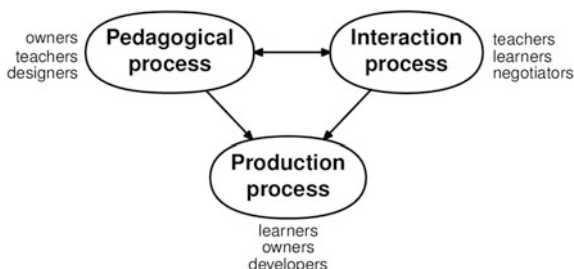 owners
teachers
designers
Pedagogical
process
Interaction
process
teachers
learners
negotiators
Production
process
learners
owners
developers